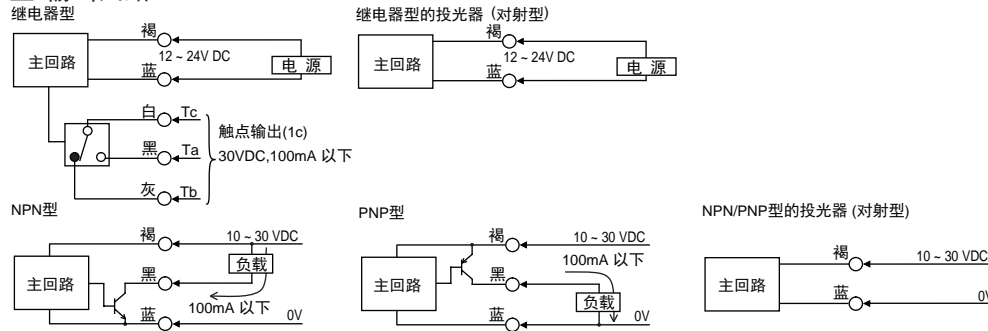 继电器型
褐
12 ~ 24V DC
主回路
电 源
蓝
白 Tc
触点输出(1c)
黑 Ta
30VDC,100mA 以下
灰 Tb
继电器型的投光器 (对射型)
褐
12 ~ 24V DC
主回路
电 源
蓝
NPN型
褐
10 ~ 30 VDC
负载
主回路
黑
100mA 以下
蓝
0V
PNP型
褐
10 ~ 30 VDC
100mA 以下
主回路
黑
负载
蓝
0V
NPN/PNP型的投光器 (对射型)
褐
10 ~ 30 VDC
主回路
蓝
0V